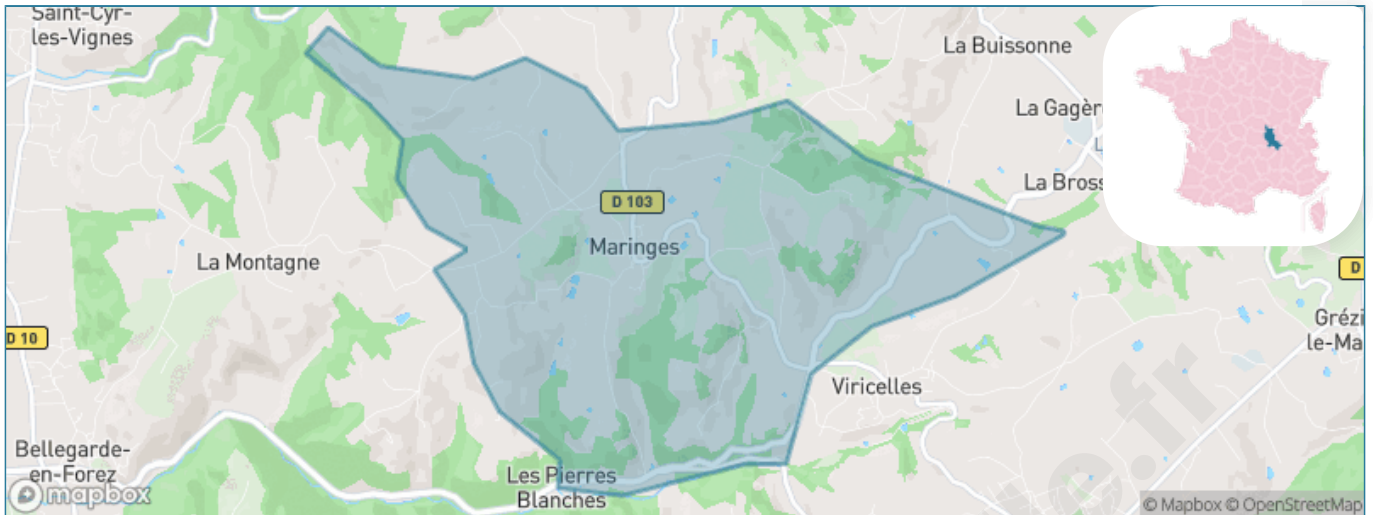 Saint-Cyr-
les-Vignes
La Buissonne
La Gagèr
La Bross
D 103
Maringes
La Montagne
D
D 10
Grézi
le-Ma
Viricelles
Bellegarde-
en-Forez
Les Pierres
Blanches
mapbox
© Mapbox © OpenStreetMap